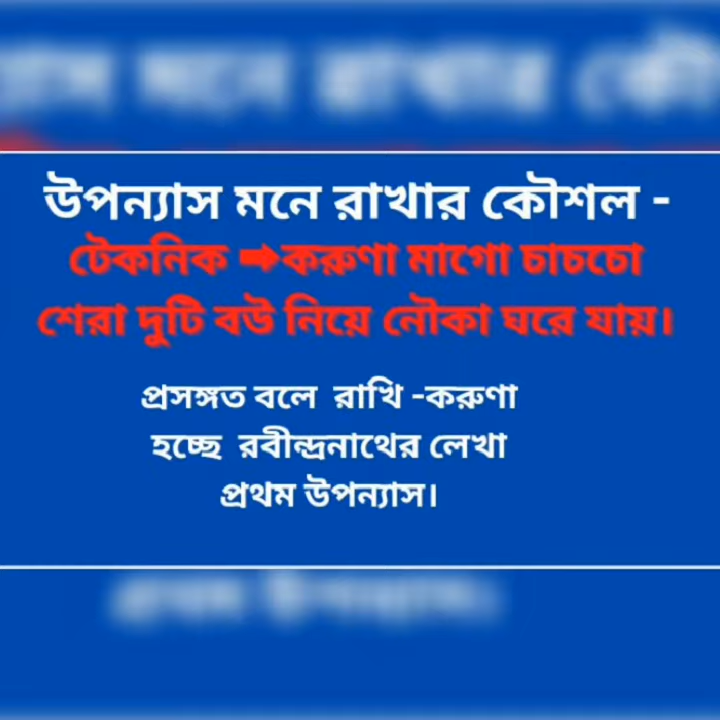 উপন্যাস মনে রাখার কৌশল -
টেকনিক ➡করুণা মাগো চাচচো
শেরা দুটি বউ নিয়ে নৌকা ঘরে যায়।
প্রসঙ্গত বলে রাখি -করুণা
হচ্ছে রবীন্দ্রনাথের লেখা
প্রথম উপন্যাস।